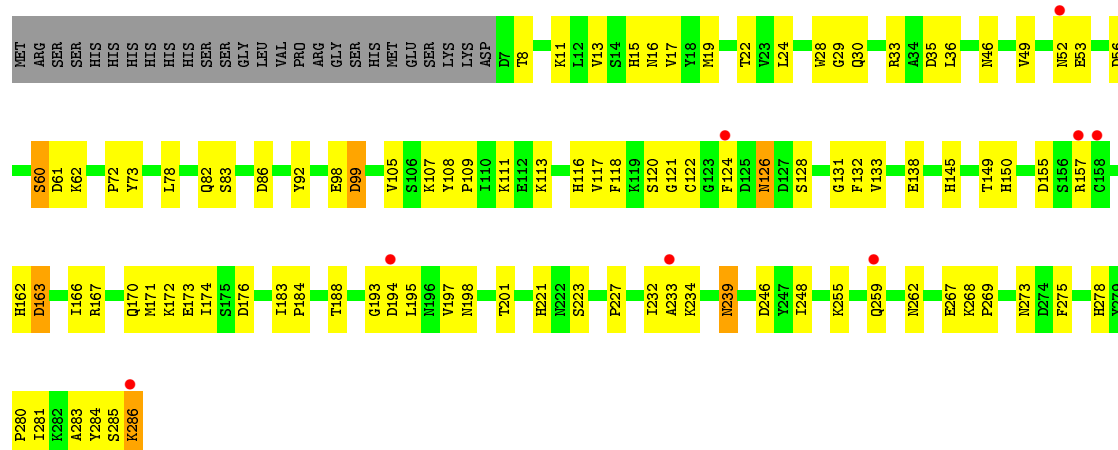 MET ARG SER SER HIS HIS HIS HIS HIS HIS SER SER GLY LEU VAL PRO ARG GLY SER HIS MET GLU SER LYS LYS ASP D7 T8 K11 L12 V13 S14 H15 N16 V17 Y18 M19 T22 V23 L24 W28 G29 Q30 R33 A34 D35 L36 N46 V49 N52 E53 D56
S60 D61 K62 P72 Y73 L78 Q82 S83 D86 Y92 E98 D99 V105 S106 K107 Y108 P109 I110 K111 E112 K113 H116 V117 F118 K119 S120 G121 C122 G123 F124 D125 N126 D127 S128 G131 F132 V133 E138 H145 T149 H150 D155 S156 R157 C158
H162 D163 I166 R167 Q170 M171 K172 E173 I174 S175 D176 I183 P184 T188 G193 D194 L195 N196 V197 N198 T201 H221 N222 S223 P227 I232 A233 K234 N239 D246 Y247 I248 K255 Q259 N262 E267 K268 P269 N273 D274 F275 H278 Y279
P280 I281 K282 A283 Y284 S285 K286